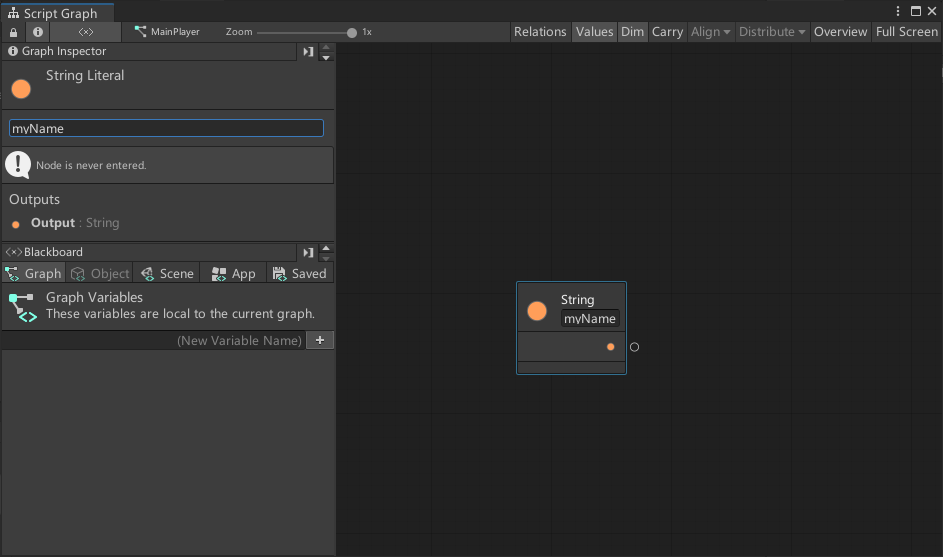 Script Graph
MainPlayer Zoom 1x Relations Values Dim Carry Align Distribute Overview Full Screen
Graph Inspector
String Literal
myName
Node is never entered.
Outputs
Output : String
Blackboard
Graph Object Scene App Saved
Graph Variables
These variables are local to the current graph.
(New Variable Name) +
String
myName